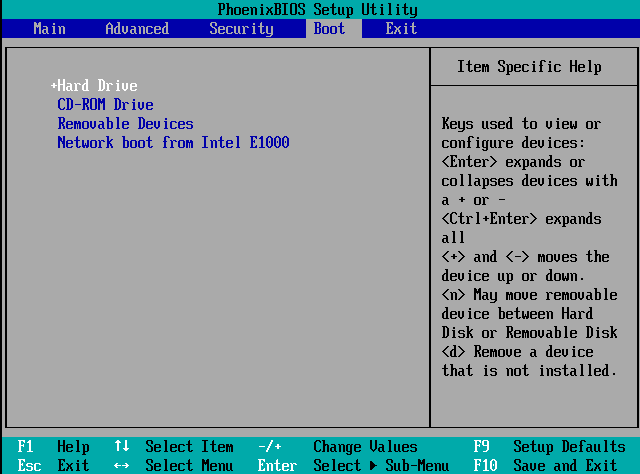 PhoenixBIOS Setup Utility
Main Advanced Security Boot Exit
+Hard Drive
CD-ROM Drive
Removable Devices
Network boot from Intel E1000
Item Specific Help
Keys used to view or
configure devices:
<Enter> expands or
collapses devices with
a + or -
<Ctrl+Enter> expands
all
<+> and <-> moves the
device up or down.
<n> May move removable
device between Hard
Disk or Removable Disk
<d> Remove a device
that is not installed.
F1 Help ↑↓ Select Item -/+ Change Values F9 Setup Defaults
Esc Exit ↔ Select Menu Enter Select ▶ Sub-Menu F10 Save and Exit